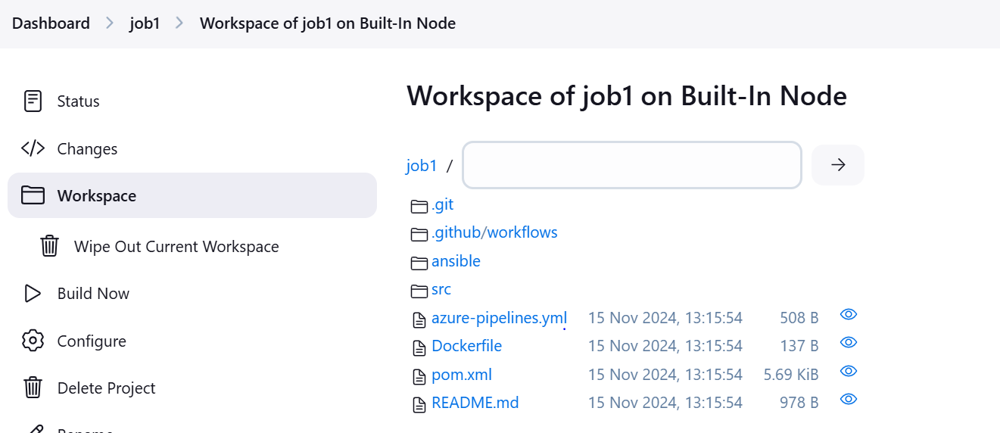 Dashboard > job1 > Workspace of job1 on Built-In Node
Status
Changes
Workspace
Wipe Out Current Workspace
Build Now
Configure
Delete Project
Rename
Workspace of job1 on Built-In Node
job1 /
.git
.github/workflows
ansible
src
azure-pipelines.yml 15 Nov 2024, 13:15:54 508 B
Dockerfile 15 Nov 2024, 13:15:54 137 B
pom.xml 15 Nov 2024, 13:15:54 5.69 KiB
README.md 15 Nov 2024, 13:15:54 978 B